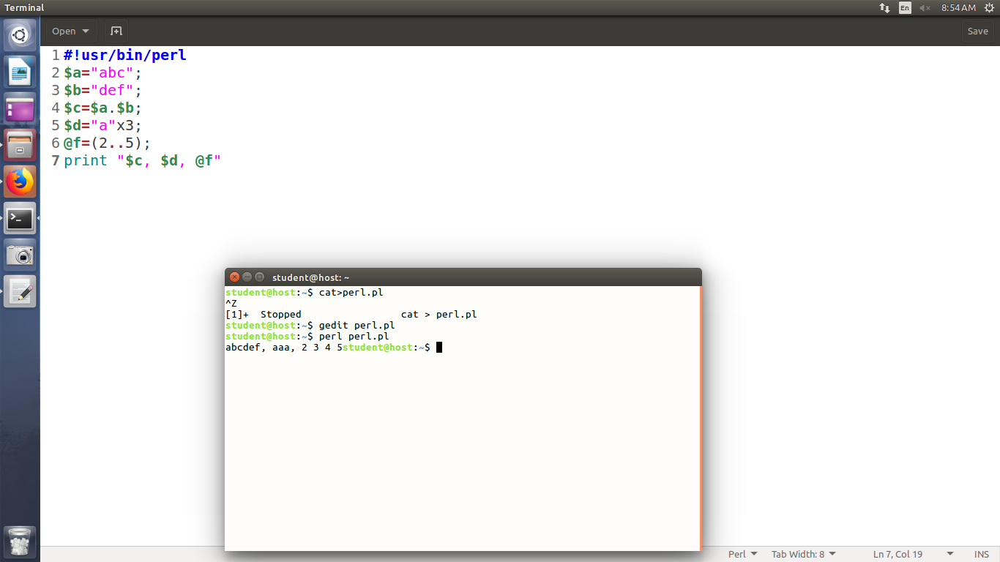 Terminal
En
8:54 AM
Open
Save
1 #!usr/bin/perl
2 $a="abc";
3 $b="def";
4 $c=$a.$b;
5 $d="a"x3;
6 @f=(2..5);
7 print "$c, $d, @f"
student@host: ~
student@host:~$ cat>perl.pl
^Z
[1]+  Stopped                 cat > perl.pl
student@host:~$ gedit perl.pl
student@host:~$ perl perl.pl
abcdef, aaa, 2 3 4 5student@host:~$
Perl
Tab Width: 8
Ln 7, Col 19
INS